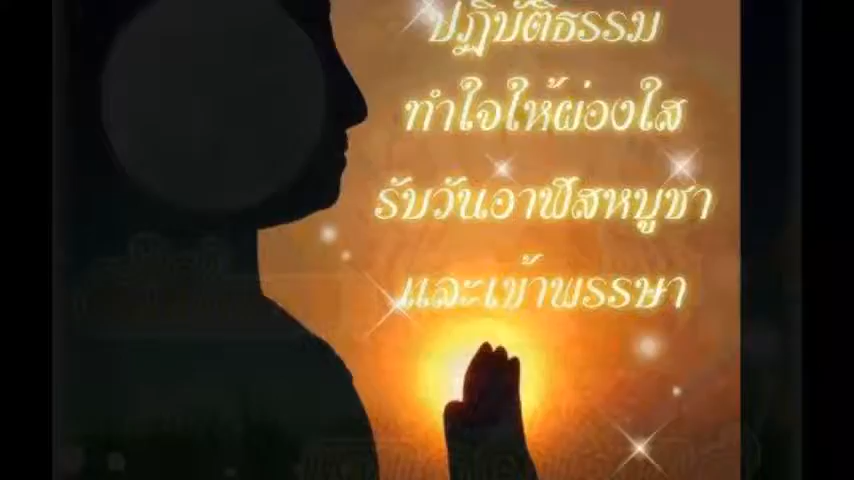 ปฏิบัติธรรม
ทำใจให้ผ่องใส
รับวันอาฬสหบูชา
และเข้าพรรษา